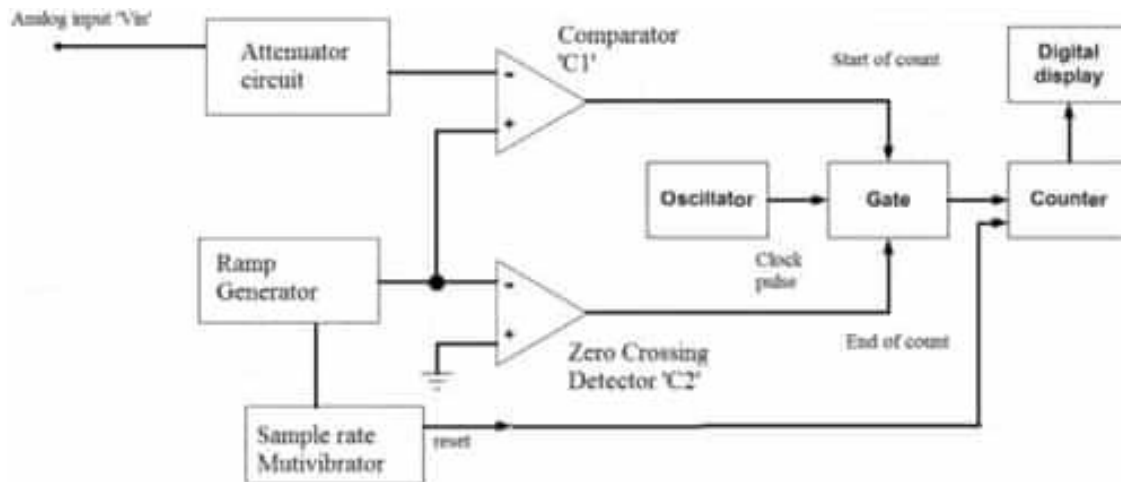 Analog input 'Vin'
Attenuator
circuit
-
+
Comparator
'C1'
Start of count
Digital
display
Oscillator
Gate
Counter
Clock
pulse
Ramp
Generator
-
+
Zero Crossing
Detector 'C2'
End of count
Sample rate
Mutivibrator
reset